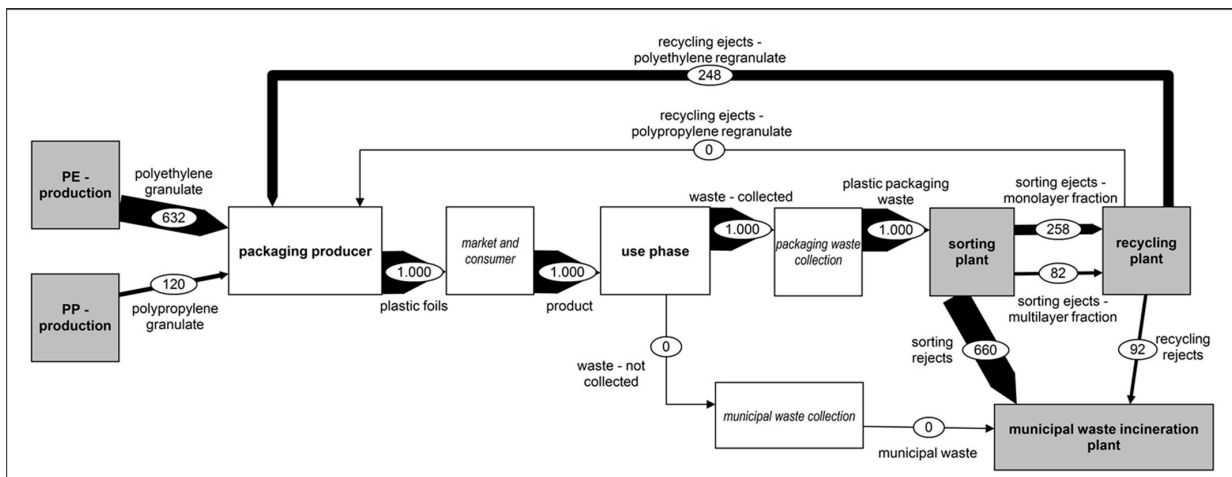 recycling ejects -
polyethylene regranulate
248
recycling ejects -
polypropylene regranulate
0
PE -
production
polyethylene
granulate
632
PP -
production
120
polypropylene
granulate
packaging producer
1.000
plastic foils
market and
consumer
1.000
product
use phase
waste - collected
1.000
packaging waste
collection
plastic packaging
waste
1.000
sorting
plant
sorting ejects -
monolayer fraction
258
82
sorting ejects -
multilayer fraction
recycling
plant
0
waste - not
collected
municipal waste collection
0
municipal waste
sorting
rejects
660
92
recycling
rejects
municipal waste incineration
plant